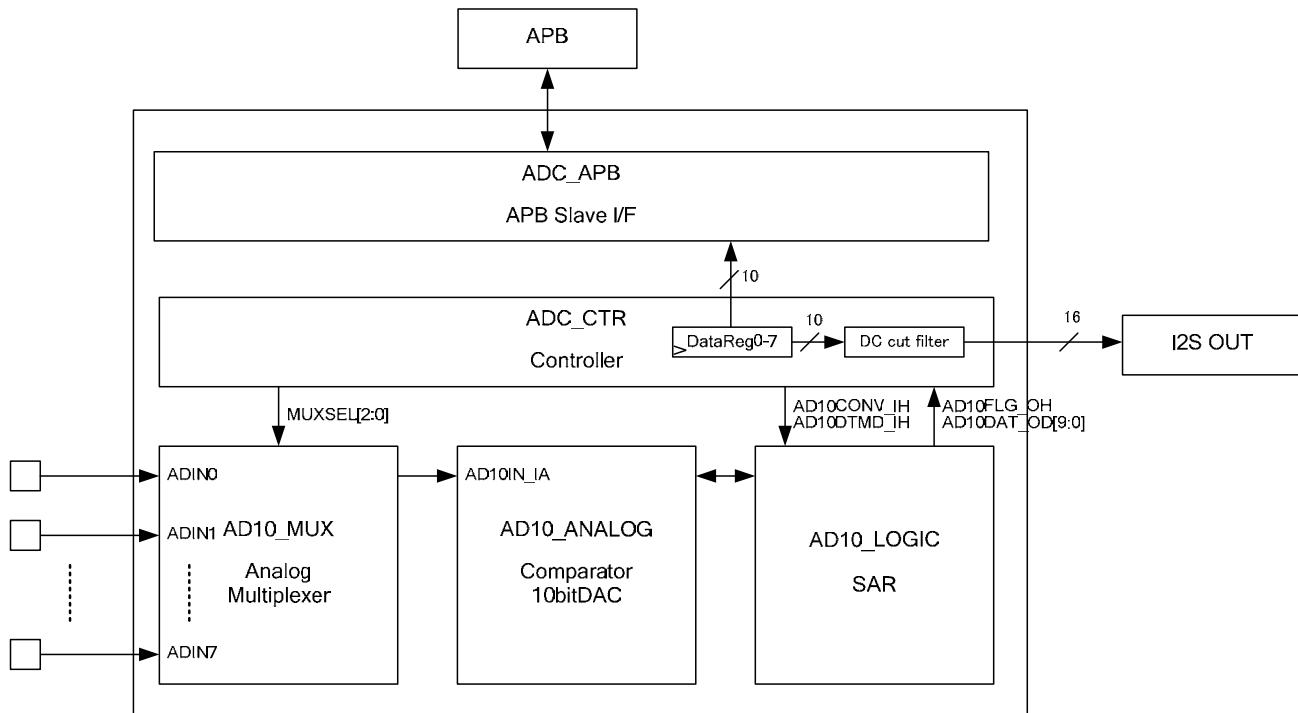 APB
ADC_APB
APB Slave I/F
10
ADC_CTR
Controller
DataReg0-7
10
DC cut filter
16
I2S OUT
MUXSEL[2:0]
AD10CONV_IH
AD10DTMD_IH
AD10FLG_OH
AD10DAT_OD[9:0]
ADIN0
ADIN1
ADIN7
AD10_MUX
Analog
Multiplexer
AD10IN_IA
AD10_ANALOG
Comparator
10bitDAC
AD10_LOGIC
SAR